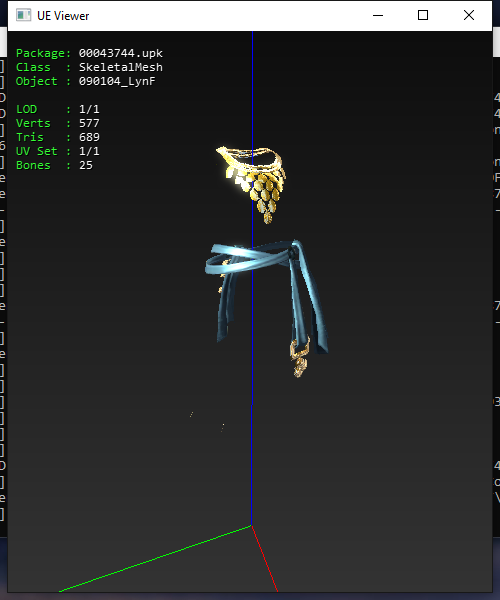 UE Viewer
Package: 00043744.upk
Class  : SkeletalMesh
Object : 090104_LynF
LOD    : 1/1
Verts  : 577
Tris   : 689
UV Set : 1/1
Bones  : 25